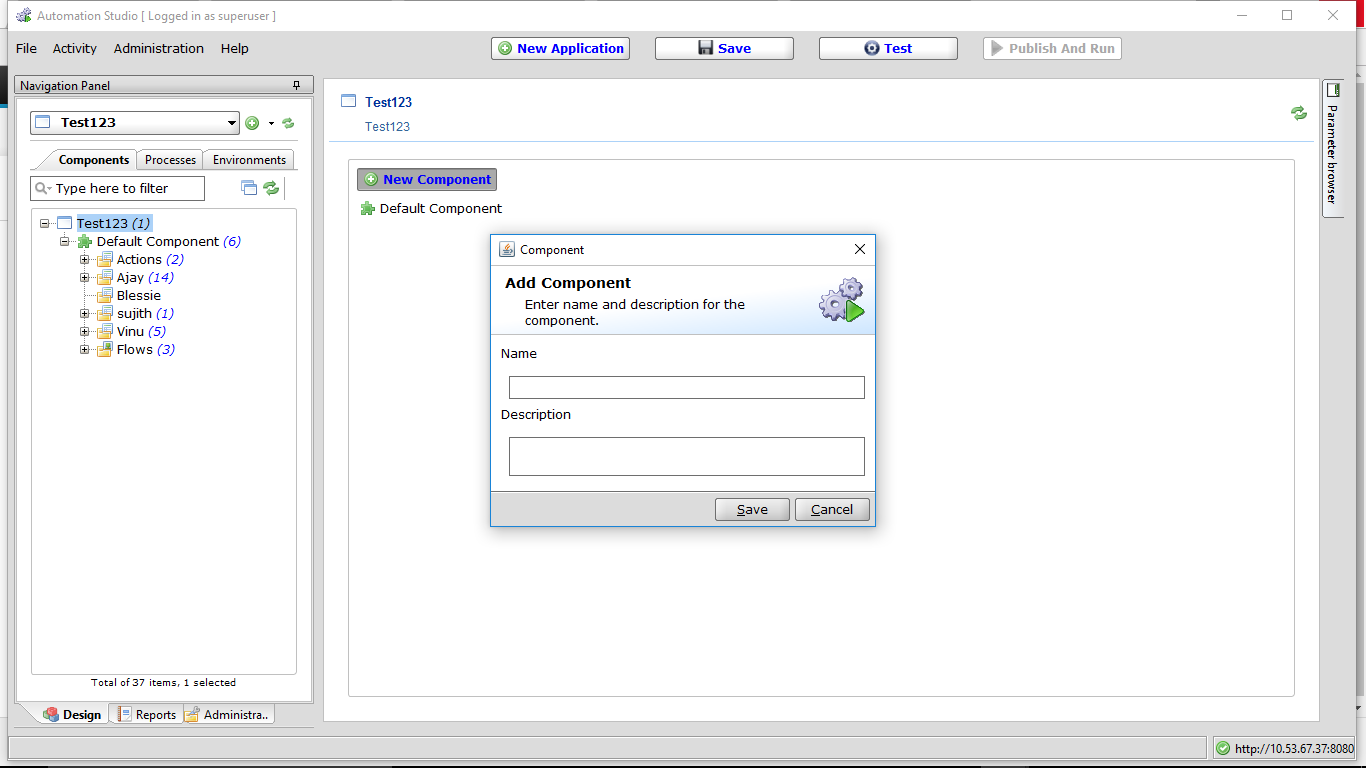 Automation Studio [ Logged in as superuser ]
File Activity Administration Help
New Application Save Test Publish And Run
Navigation Panel
Test123
Components Processes Environments
Type here to filter
Test123 (1)
Default Component (6)
Actions (2)
Ajay (14)
Blessie
sujith (1)
Vinu (5)
Flows (3)
Total of 37 items, 1 selected
Design Reports Administra..
Test123
Test123
New Component
Default Component
Component
Add Component
Enter name and description for the
component.
Name
Description
Save Cancel
Parameter browser
http://10.53.67.37:8080